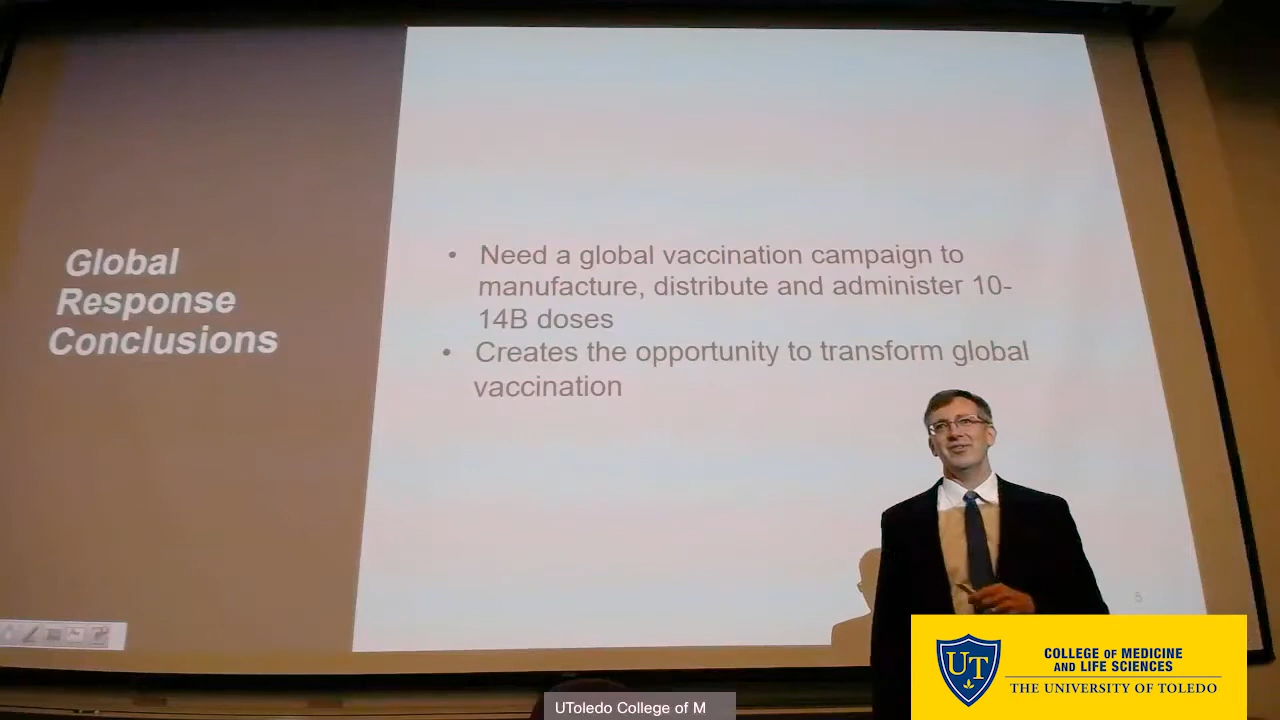 Global
Response
Conclusions
• Need a global vaccination campaign to
manufacture, distribute and administer 10-
14B doses
• Creates the opportunity to transform global
vaccination
5
UT
COLLEGE OF MEDICINE
AND LIFE SCIENCES
THE UNIVERSITY OF TOLEDO
UToledo College of M